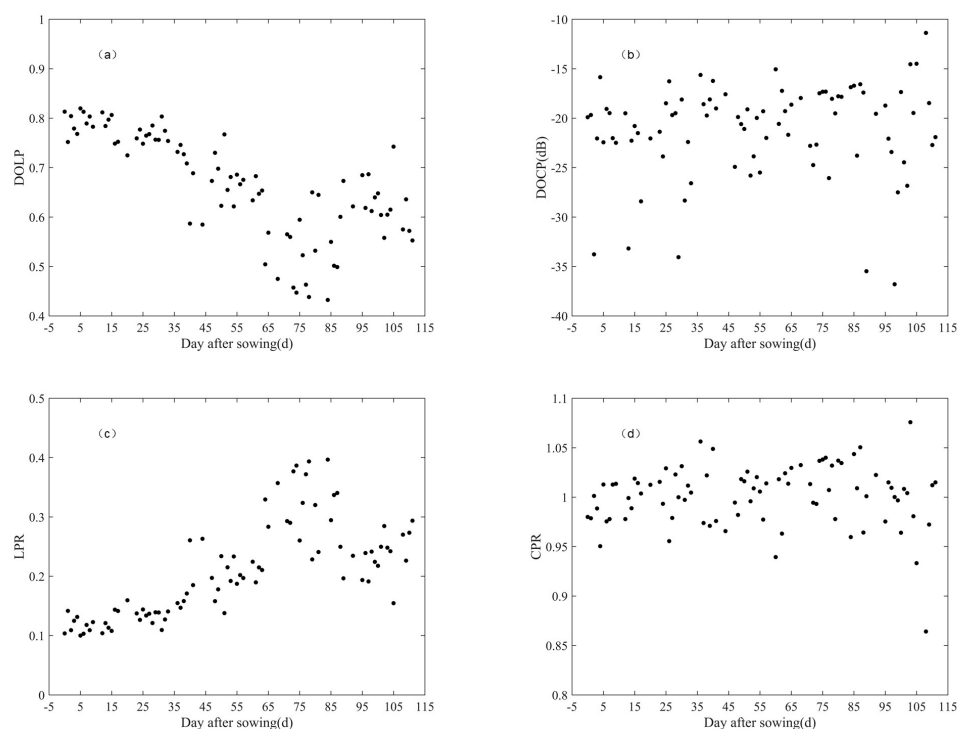 1
0.9
0.8
0.7
0.6
0.5
0.4
DOLP
（a）
-5 5 15 25 35 45 55 65 75 85 95 105 115
Day after sowing(d)
-10
-15
-20
-25
-30
-35
-40
DOCP(dB)
（b）
-5 5 15 25 35 45 55 65 75 85 95 105 115
Day after sowing(d)
0.5
0.4
0.3
0.2
0.1
0
LPR
（c）
-5 5 15 25 35 45 55 65 75 85 95 105 115
Day after sowing(d)
1.1
1.05
1
0.95
0.9
0.85
0.8
CPR
（d）
-5 5 15 25 35 45 55 65 75 85 95 105 115
Day after sowing(d)